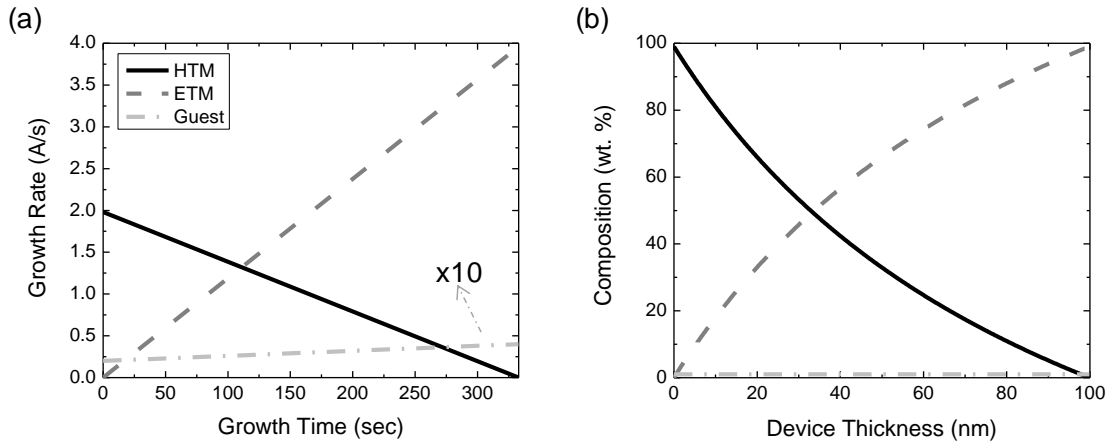 (a)
4.0
3.5
3.0
2.5
2.0
1.5
1.0
0.5
0.0
Growth Rate (A/s)
HTM
ETM
Guest
x10
0 50 100 150 200 250 300
Growth Time (sec)
(b)
100
80
60
40
20
0
Composition (wt. %)
0 20 40 60 80 100
Device Thickness (nm)